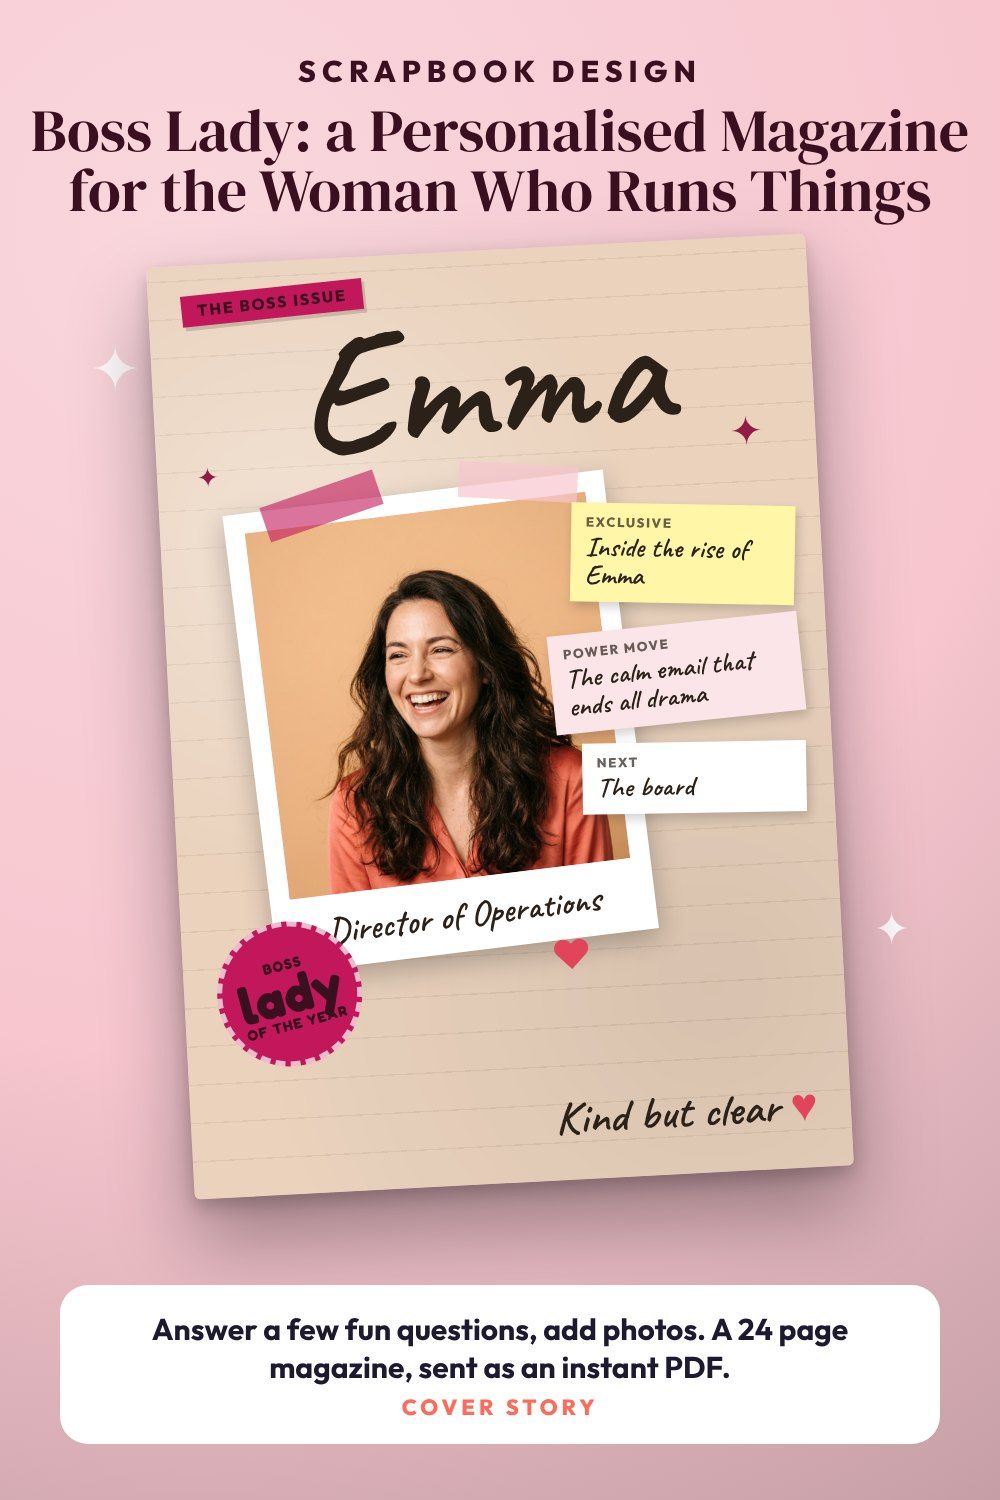 SCRAPBOOK DESIGN
Boss Lady: a Personalised Magazine
for the Woman Who Runs Things
THE BOSS ISSUE
Emma
EXCLUSIVE
Inside the rise of
Emma
POWER MOVE
The calm email that
ends all drama
NEXT
The board
Director of Operations
BOSS
lady
OF THE YEAR
Kind but clear
Answer a few fun questions, add photos. A 24 page
magazine, sent as an instant PDF.
COVER STORY